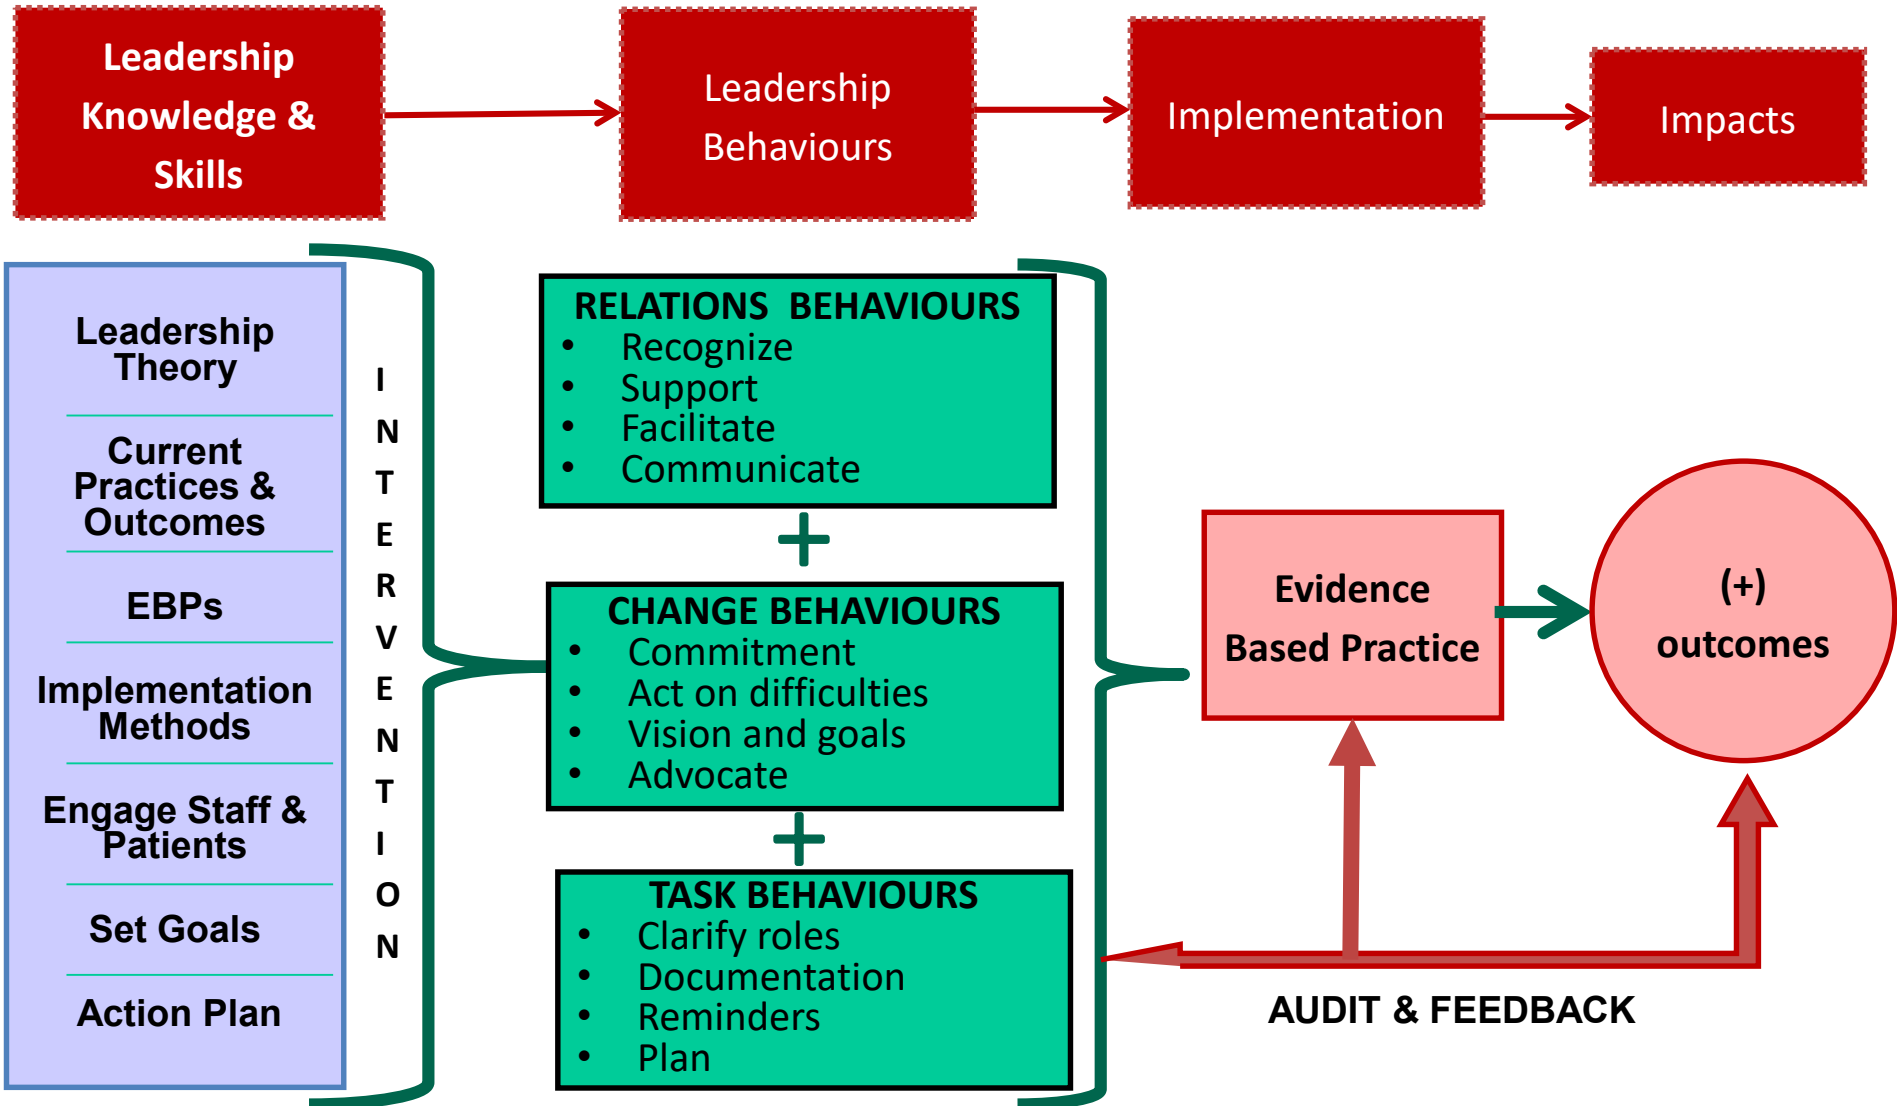 Leadership
Knowledge &
Skills
Leadership
Behaviours
Implementation
Impacts
Leadership
Theory
Current
Practices &
Outcomes
EBPs
Implementation
Methods
Engage Staff &
Patients
Set Goals
Action Plan
I
N
T
E
R
V
E
N
T
I
O
N
RELATIONS BEHAVIOURS
• Recognize
• Support
• Facilitate
• Communicate
+
CHANGE BEHAVIOURS
• Commitment
• Act on difficulties
• Vision and goals
• Advocate
+
TASK BEHAVIOURS
• Clarify roles
• Documentation
• Reminders
• Plan
Evidence
Based Practice
(+)
outcomes
AUDIT & FEEDBACK